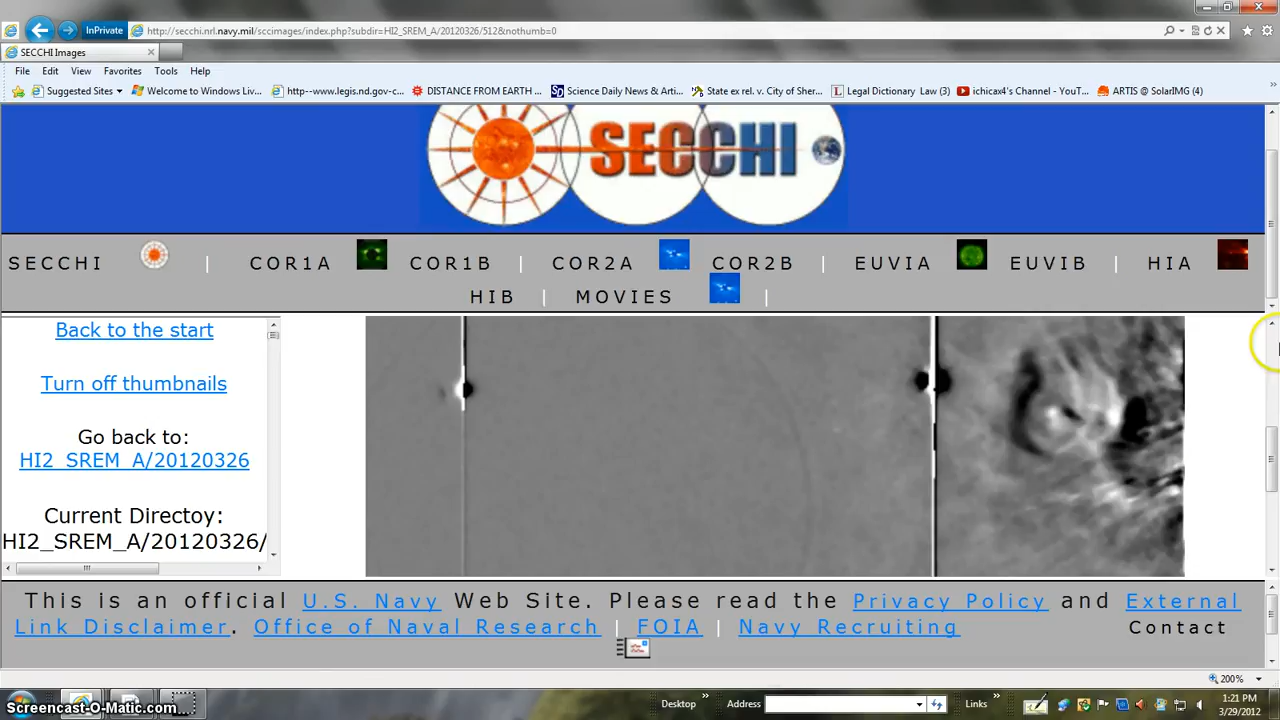 InPrivate
http://secchi.nrl.navy.mil/sccimages/index.php?subdir=HI2_SREM_A/20120326/512&nothumb=0
SECCHI Images
File Edit View Favorites Tools Help
Suggested Sites
Welcome to Windows Liv...
http--www.legis.nd.gov-c...
DISTANCE FROM EARTH ...
Science Daily News & Arti...
State ex rel. v. City of Sher...
Legal Dictionary Law (3)
ichicax4's Channel - YouT...
ARTIS @ SolarIMG (4)
SECCHI
SECCHI | COR1A COR1B | COR2A COR2B | EUVIA EUVIB | HIA
HIB | MOVIES |
Back to the start
Turn off thumbnails
Go back to:
HI2_SREM_A/20120326
Current Directoy:
HI2_SREM_A/20120326/
This is an official U.S. Navy Web Site. Please read the Privacy Policy and External
Link Disclaimer. Office of Naval Research | FOIA | Navy Recruiting Contact
200%
Screencast-O-Matic.com
Desktop
Address
Links
1:21 PM
3/29/2012